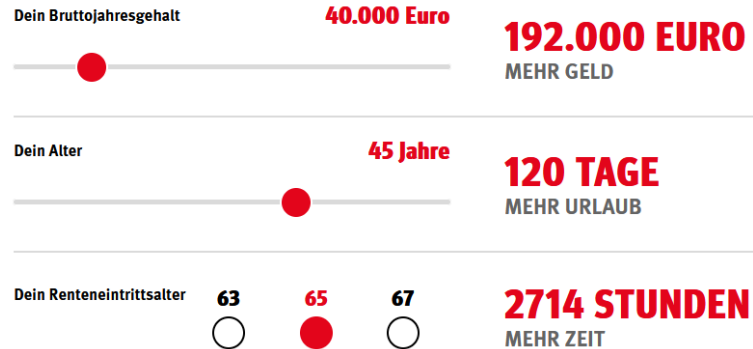 Dein Bruttojahresgehalt
40.000 Euro
192.000 EURO
MEHR GELD
Dein Alter
45 Jahre
120 TAGE
MEHR URLAUB
Dein Renteneintrittsalter
63
65
67
2714 STUNDEN
MEHR ZEIT